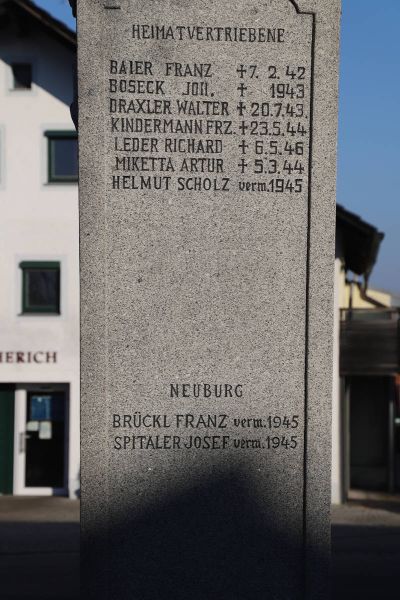 HEIMATVERTRIEBENE
BAIER FRANZ ✝7. 2. 42
BOSECK JOH. ✝ 1943
DRAXLER WALTER ✝20.7.43.
KINDERMANN FRZ. ✝23.5.44
LEDER RICHARD ✝6.5.46
MIKETTA ARTUR ✝5.3.44
HELMUT SCHOLZ verm.1945
HERICH
NEUBURG
BRÜCKL FRANZ verm.1945
SPITALER JOSEF verm.1945